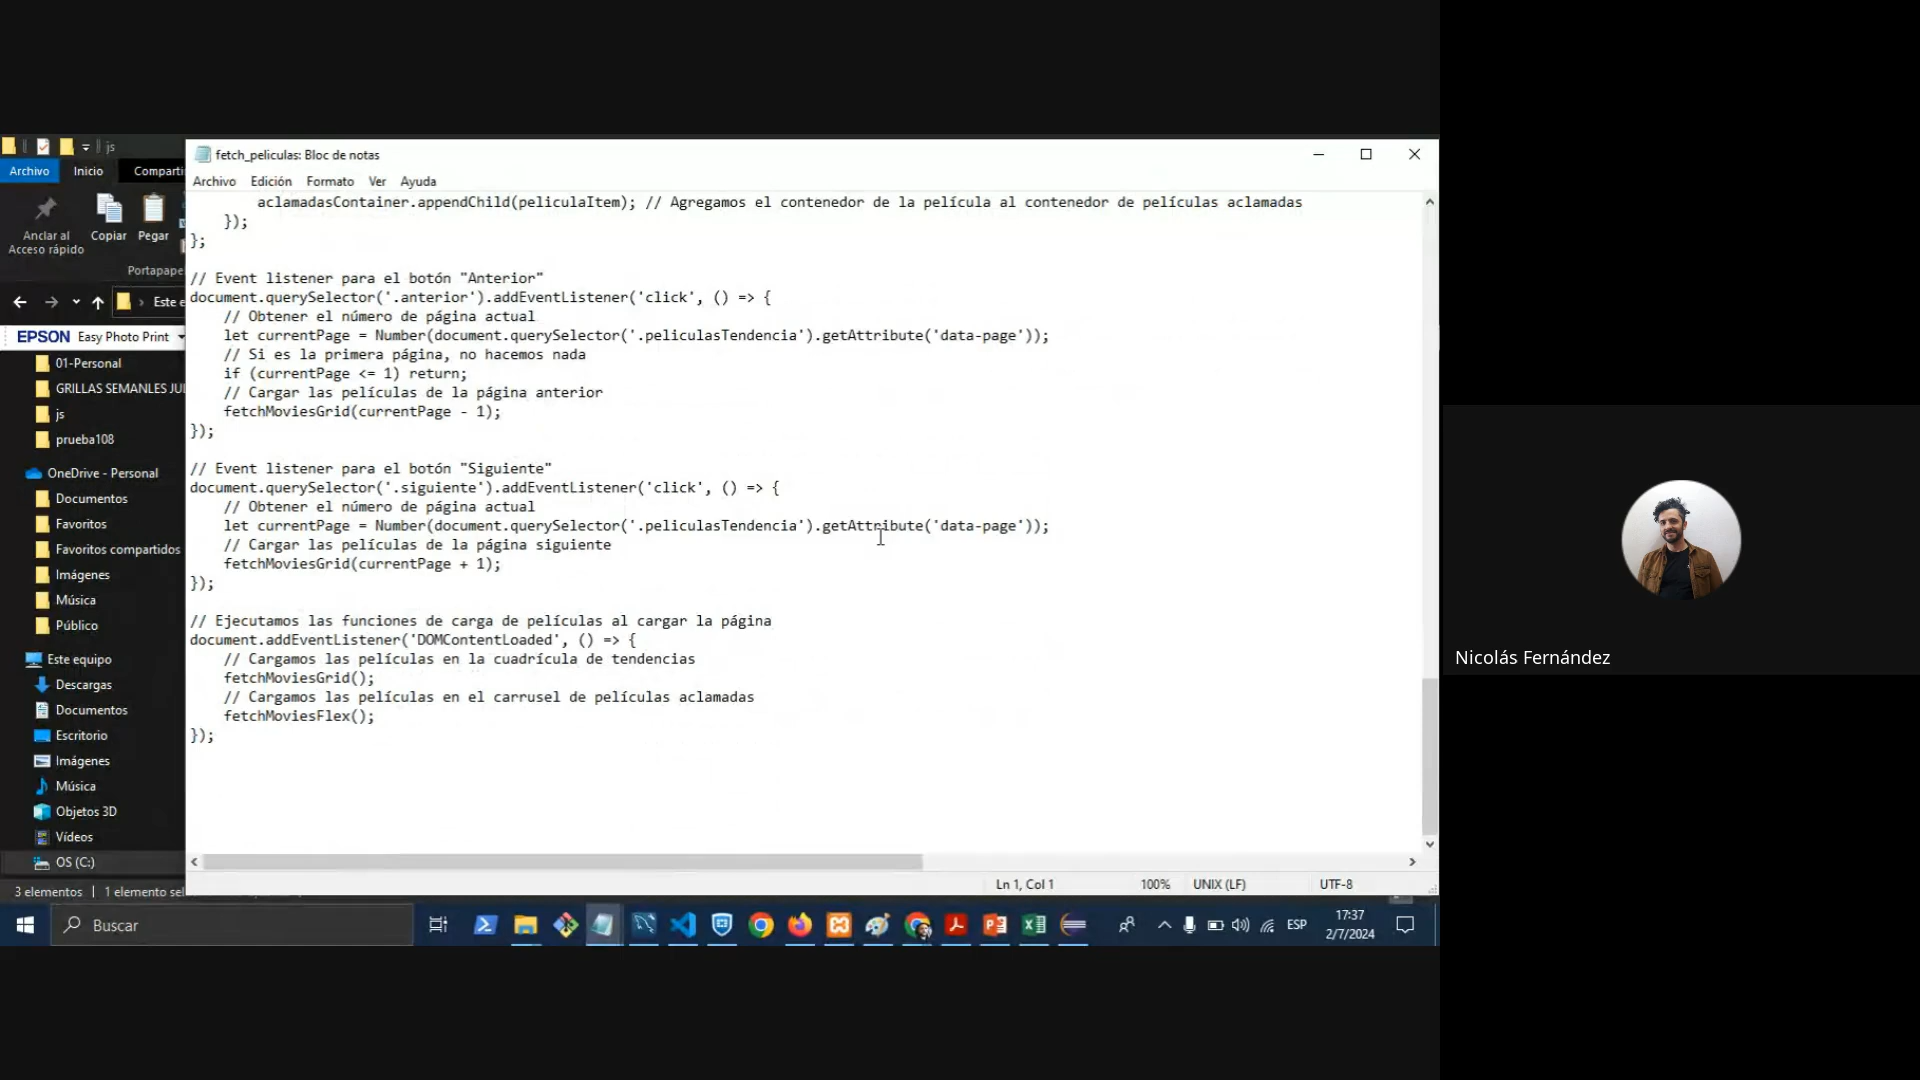 js
fetch_peliculas: Bloc de notas
Archivo
Inicio
Comparti
Archivo Edición Formato Ver Ayuda
Anclar al
Acceso rápido
Copiar
Pegar
Portapape
Este e
EPSON Easy Photo Print
01-Personal
GRILLAS SEMANLES JUL
js
prueba108
OneDrive - Personal
Documentos
Favoritos
Favoritos compartidos
Imágenes
Música
Público
Este equipo
Descargas
Documentos
Escritorio
Imágenes
Música
Objetos 3D
Vídeos
OS (C:)
3 elementos
1 elemento sel
aclamadasContainer.appendChild(peliculaItem); // Agregamos el contenedor de la película al contenedor de películas aclamadas
});
};
// Event listener para el botón "Anterior"
document.querySelector('.anterior').addEventListener('click', () => {
// Obtener el número de página actual
let currentPage = Number(document.querySelector('.peliculasTendencia').getAttribute('data-page'));
// Si es la primera página, no hacemos nada
if (currentPage <= 1) return;
// Cargar las películas de la página anterior
fetchMoviesGrid(currentPage - 1);
});
// Event listener para el botón "Siguiente"
document.querySelector('.siguiente').addEventListener('click', () => {
// Obtener el número de página actual
let currentPage = Number(document.querySelector('.peliculasTendencia').getAttribute('data-page'));
// Cargar las películas de la página siguiente
fetchMoviesGrid(currentPage + 1);
});
// Ejecutamos las funciones de carga de películas al cargar la página
document.addEventListener('DOMContentLoaded', () => {
// Cargamos las películas en la cuadrícula de tendencias
fetchMoviesGrid();
// Cargamos las películas en el carrusel de películas aclamadas
fetchMoviesFlex();
});
Ln 1, Col 1
100%
UNIX (LF)
UTF-8
Buscar
ESP
17:37
2/7/2024
Nicolás Fernández